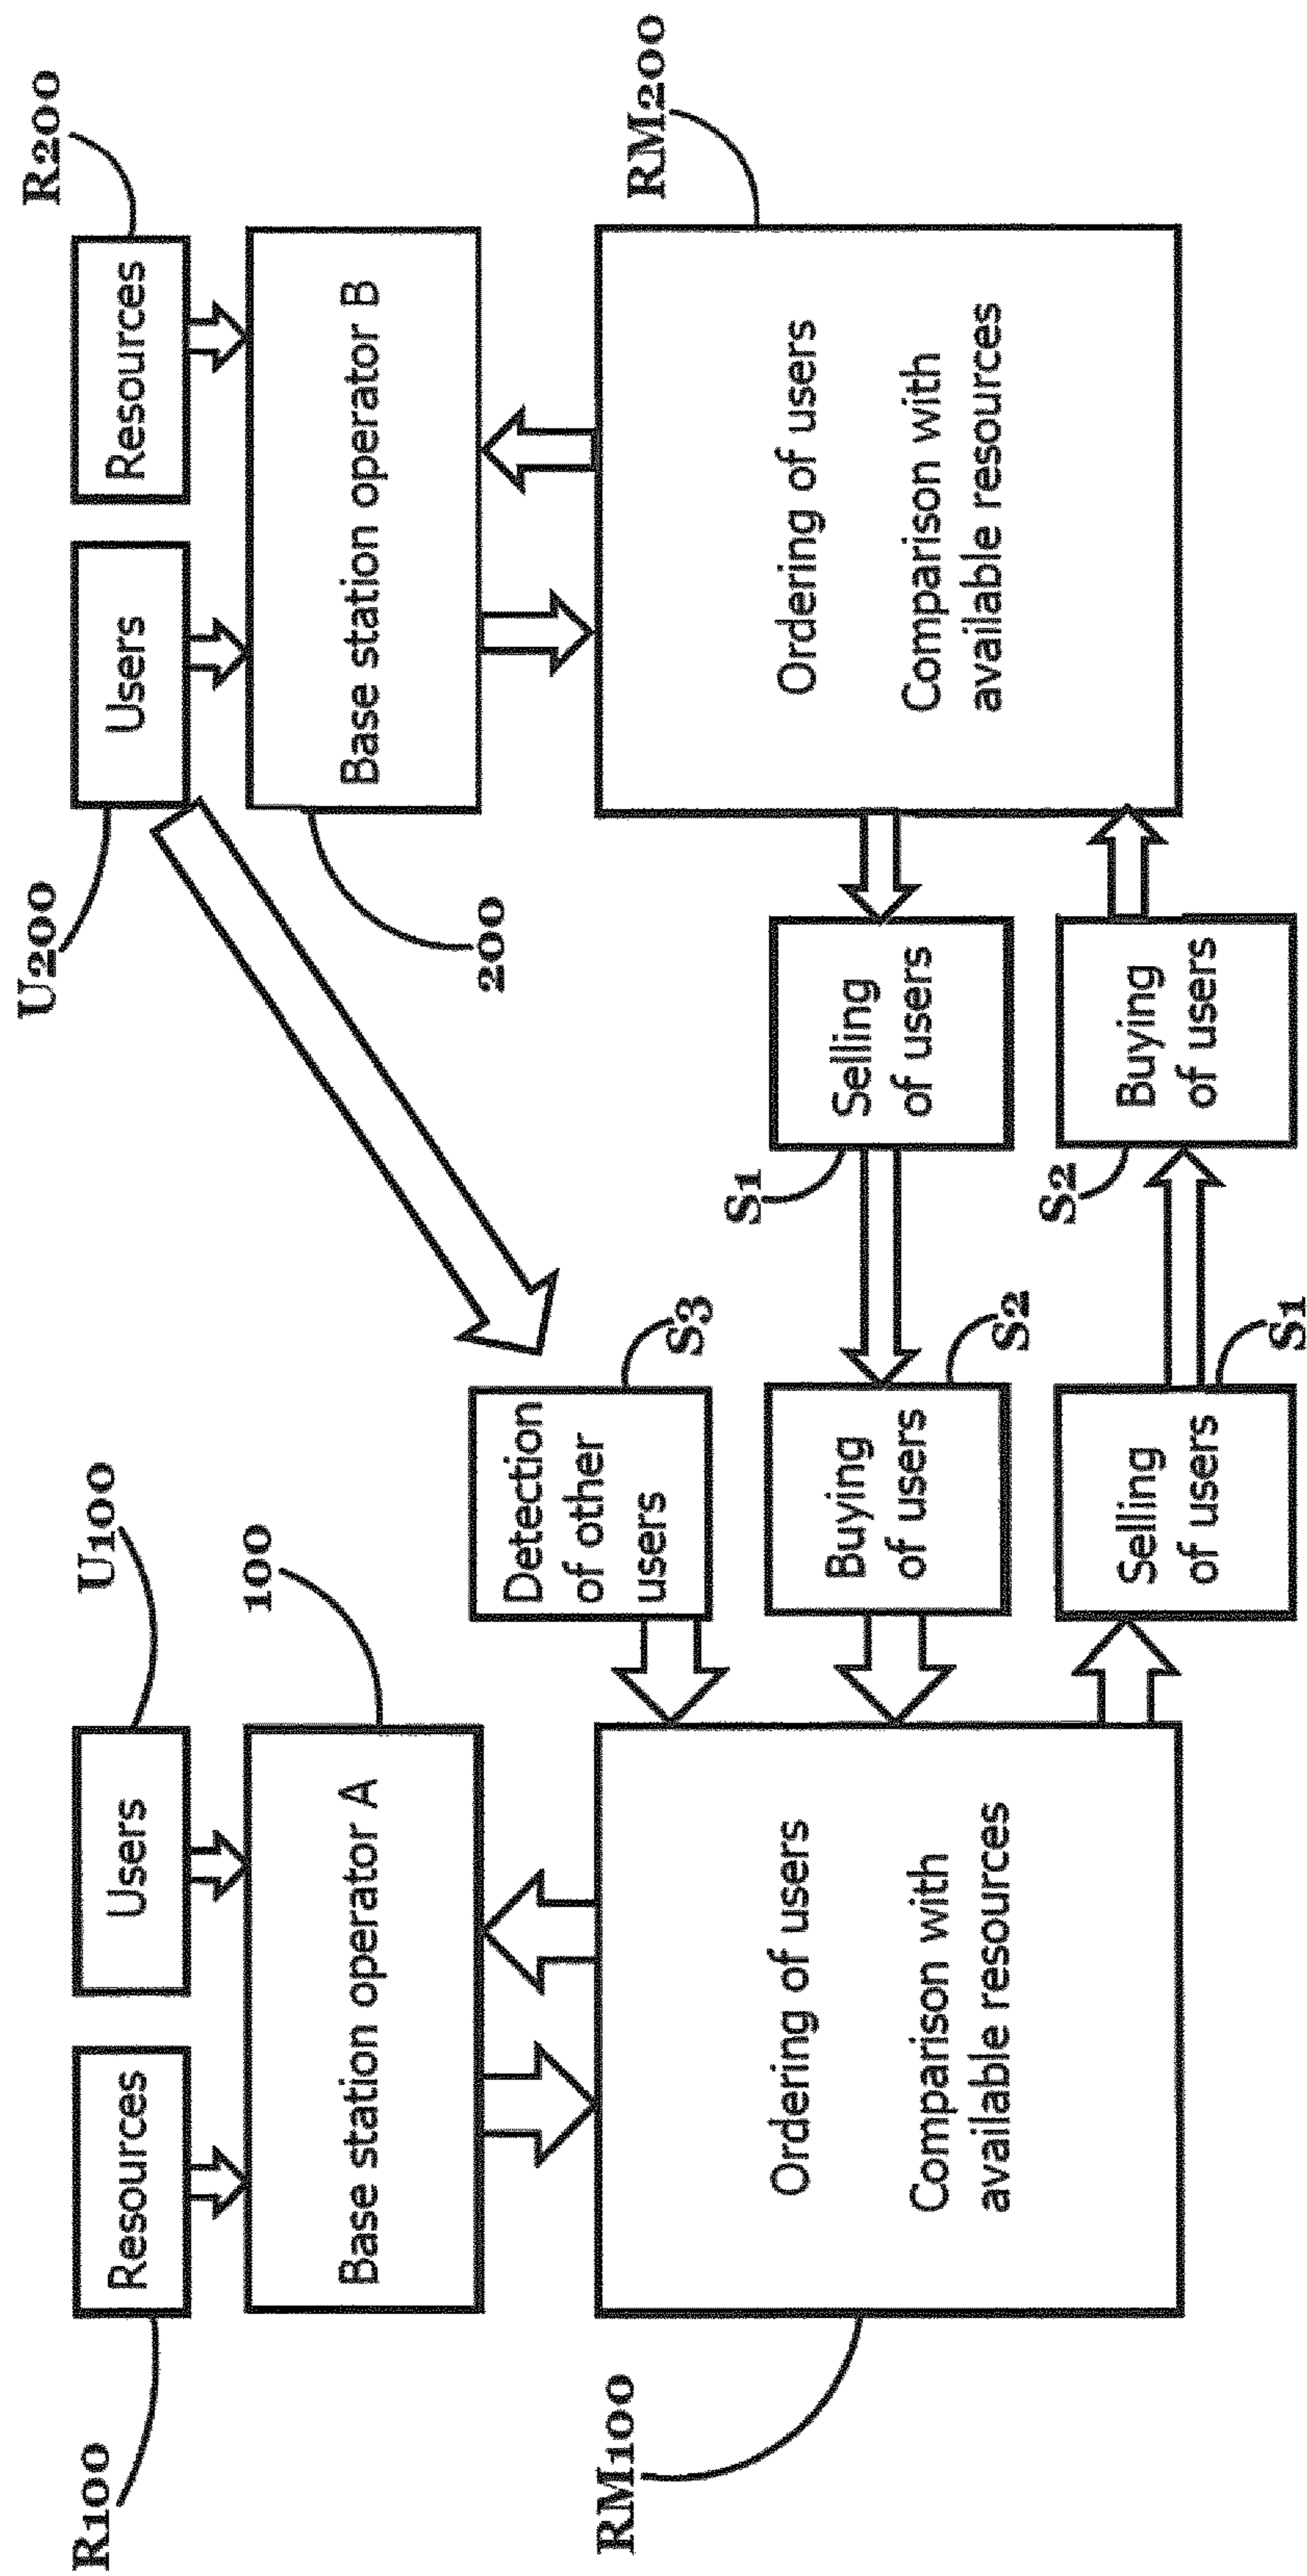 R100
Resources
Users
U100
U200
Users
Resources
R200
Base station operator A
100
200
Base station operator B
Detection
of other
users
S3
RM100
Ordering of users
Comparison with
available resources
Buying
of users
S2
S1
Selling
of users
Ordering of users
Comparison with
available resources
RM200
Selling
of users
S1
S2
Buying
of users